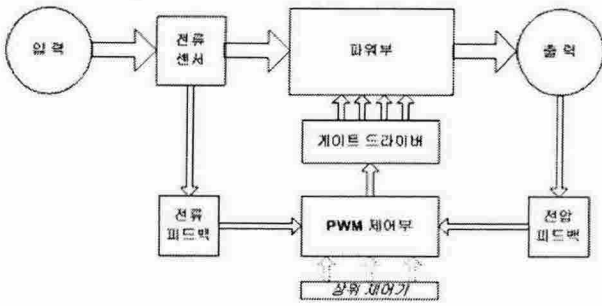 입력
전류
센서
파워부
출력
게이트 드라이버
전류
피드백
PWM 제어부
전압
피드백
상위 제어기